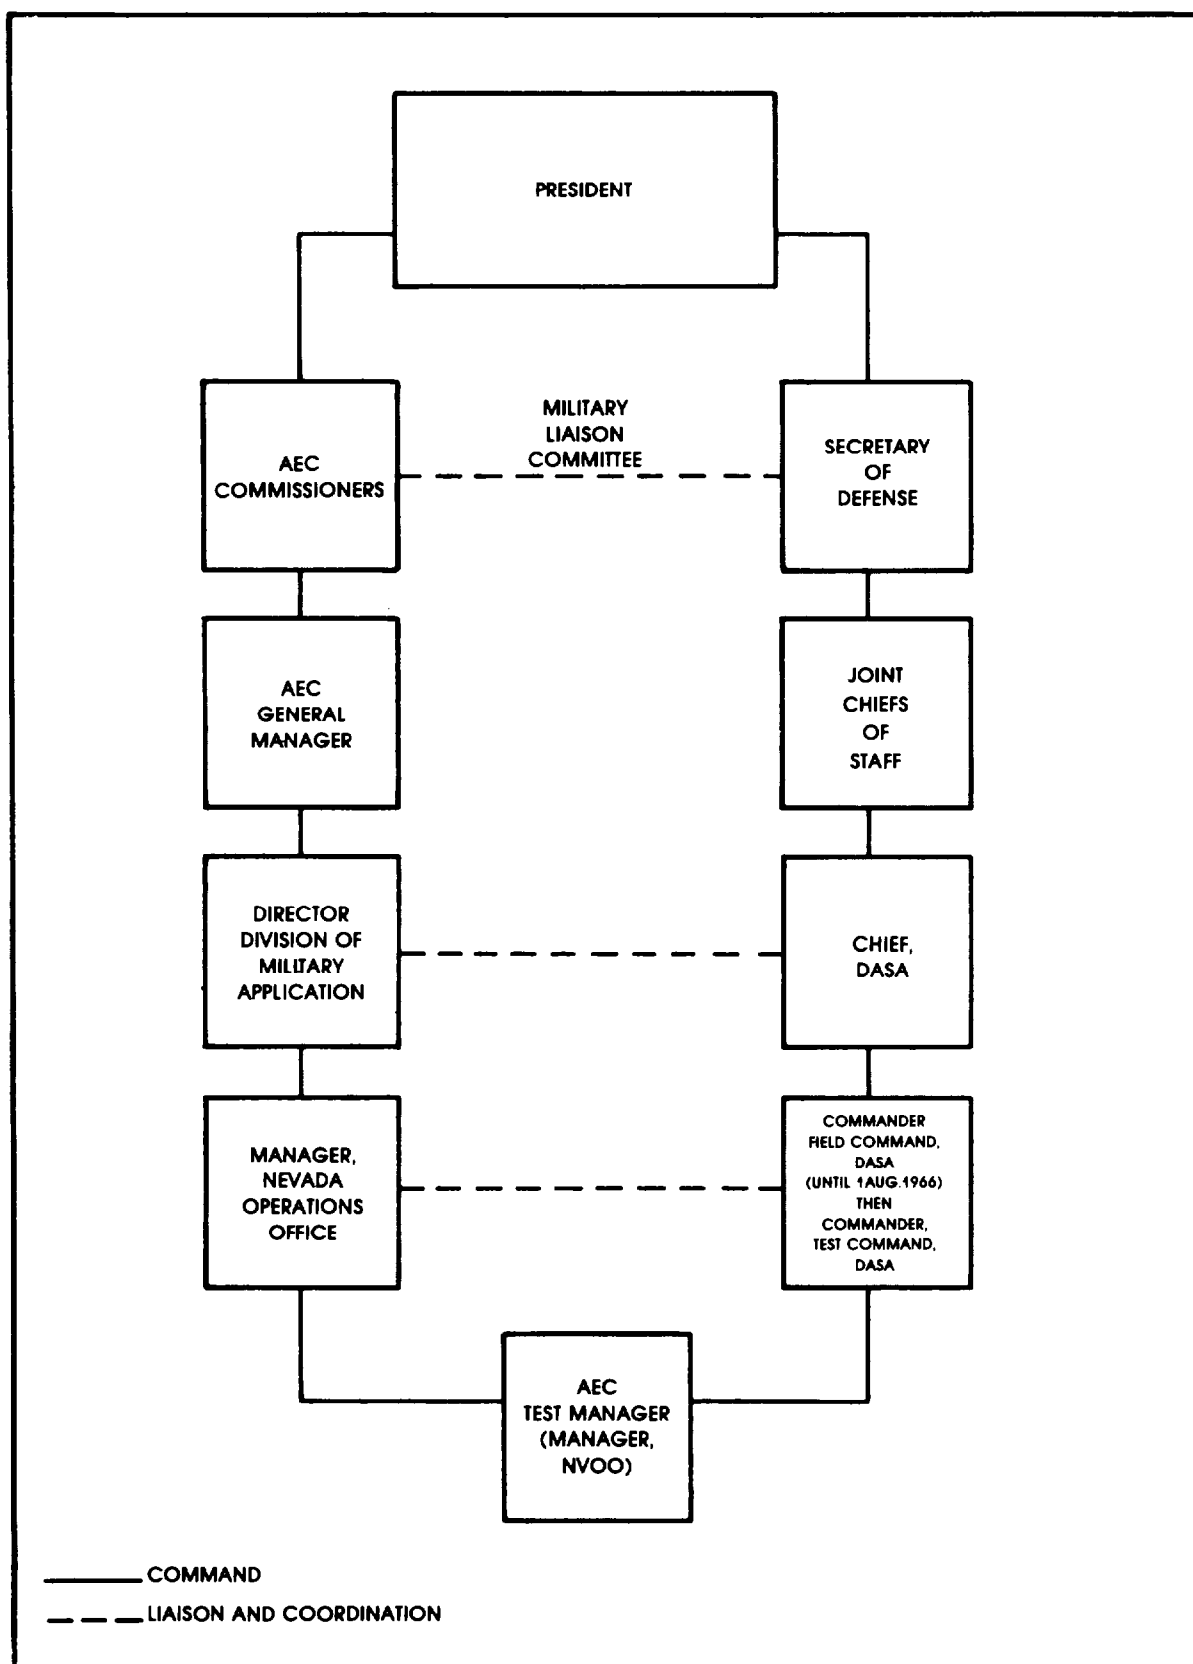 PRESIDENT
AEC
COMMISSIONERS
MILITARY
LIAISON
COMMITTEE
SECRETARY
OF
DEFENSE
AEC
GENERAL
MANAGER
JOINT
CHIEFS
OF
STAFF
DIRECTOR
DIVISION OF
MILITARY
APPLICATION
CHIEF,
DASA
MANAGER,
NEVADA
OPERATIONS
OFFICE
COMMANDER
FIELD COMMAND,
DASA
(UNTIL 1AUG.1966)
THEN
COMMANDER,
TEST COMMAND,
DASA
AEC
TEST MANAGER
(MANAGER,
NVOO)
COMMAND
LIAISON AND COORDINATION